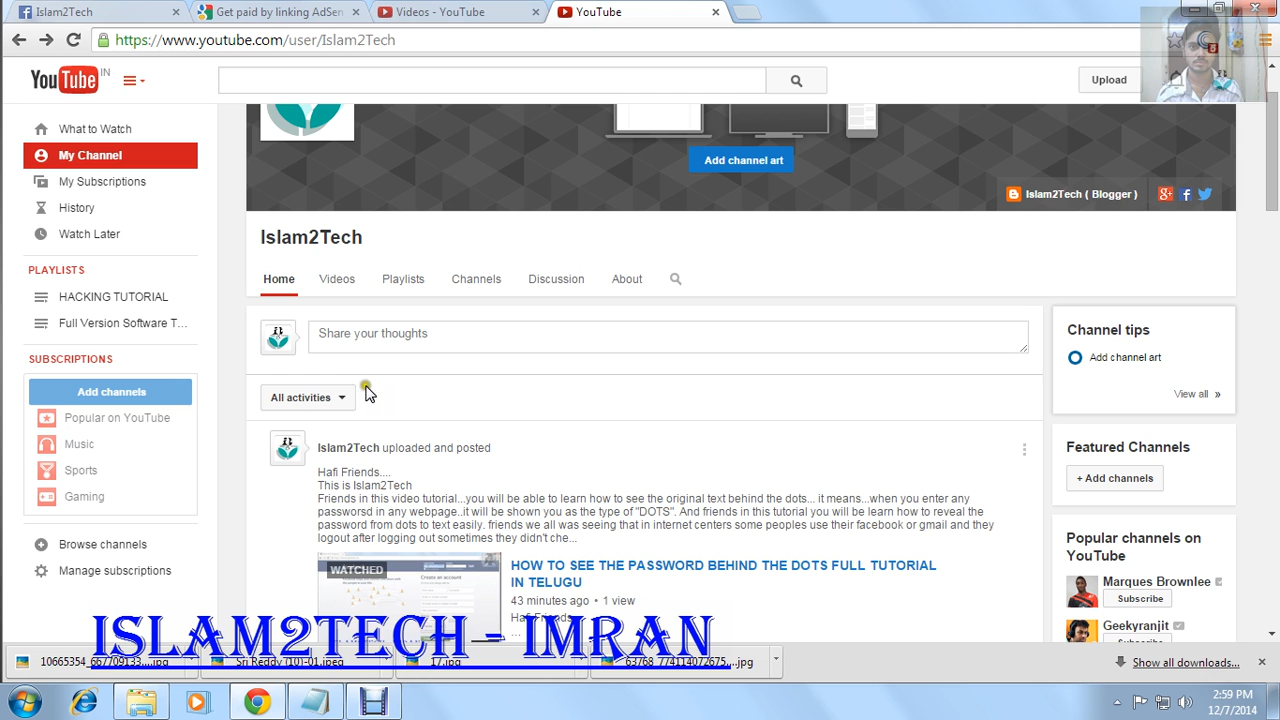 Islam2Tech
Get paid by linking AdSen
Videos - YouTube
YouTube
https://www.youtube.com/user/Islam2Tech
YouTube IN
Upload
What to Watch
My Channel
My Subscriptions
History
Watch Later
PLAYLISTS
HACKING TUTORIAL
Full Version Software T...
SUBSCRIPTIONS
Add channels
Popular on YouTube
Music
Sports
Gaming
Browse channels
Manage subscriptions
Add channel art
Islam2Tech ( Blogger )
Islam2Tech
Home Videos Playlists Channels Discussion About
Share your thoughts
All activities
Islam2Tech uploaded and posted
Hafi Friends....
This is Islam2Tech
Friends in this video tutorial...you will be able to learn how to see the original text behind the dots... it means...when you enter any
passworsd in any webpage..it will be shown you as the type of "DOTS". And friends in this tutorial you will be learn how to reveal the
password from dots to text easily. friends we all was seeing that in internet centers some peoples use their facebook or gmail and they
logout after logging out sometimes they didn't che...
WATCHED
HOW TO SEE THE PASSWORD BEHIND THE DOTS FULL TUTORIAL
IN TELUGU
43 minutes ago • 1 view
Hafi Friends
...
Channel tips
Add channel art
View all »
Featured Channels
+ Add channels
Popular channels on
YouTube
Marques Brownlee
Subscribe
Geekyranjit
ISLAM2TECH - IMRAN
10665354_667709133....jpg
Sri Reddy (10)-01.jpeg
17.jpg
63768_774114072675...jpg
Show all downloads...
2:59 PM
12/7/2014